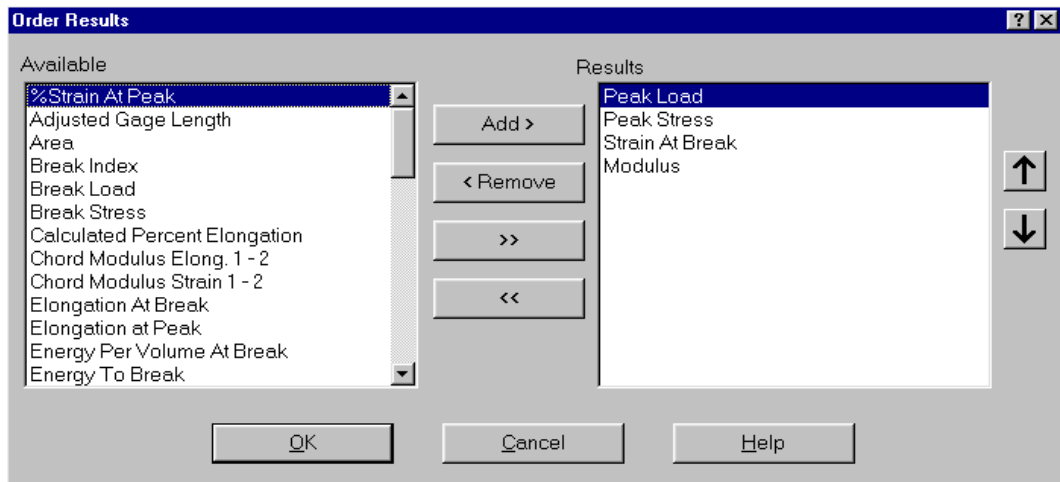 Order Results
Available
%Strain At Peak
Adjusted Gage Length
Area
Break Index
Break Load
Break Stress
Calculated Percent Elongation
Chord Modulus Elong. 1 - 2
Chord Modulus Strain 1 - 2
Elongation At Break
Elongation at Peak
Energy Per Volume At Break
Energy To Break
Add >
< Remove
>>
<<
Results
Peak Load
Peak Stress
Strain At Break
Modulus
OK
Cancel
Help